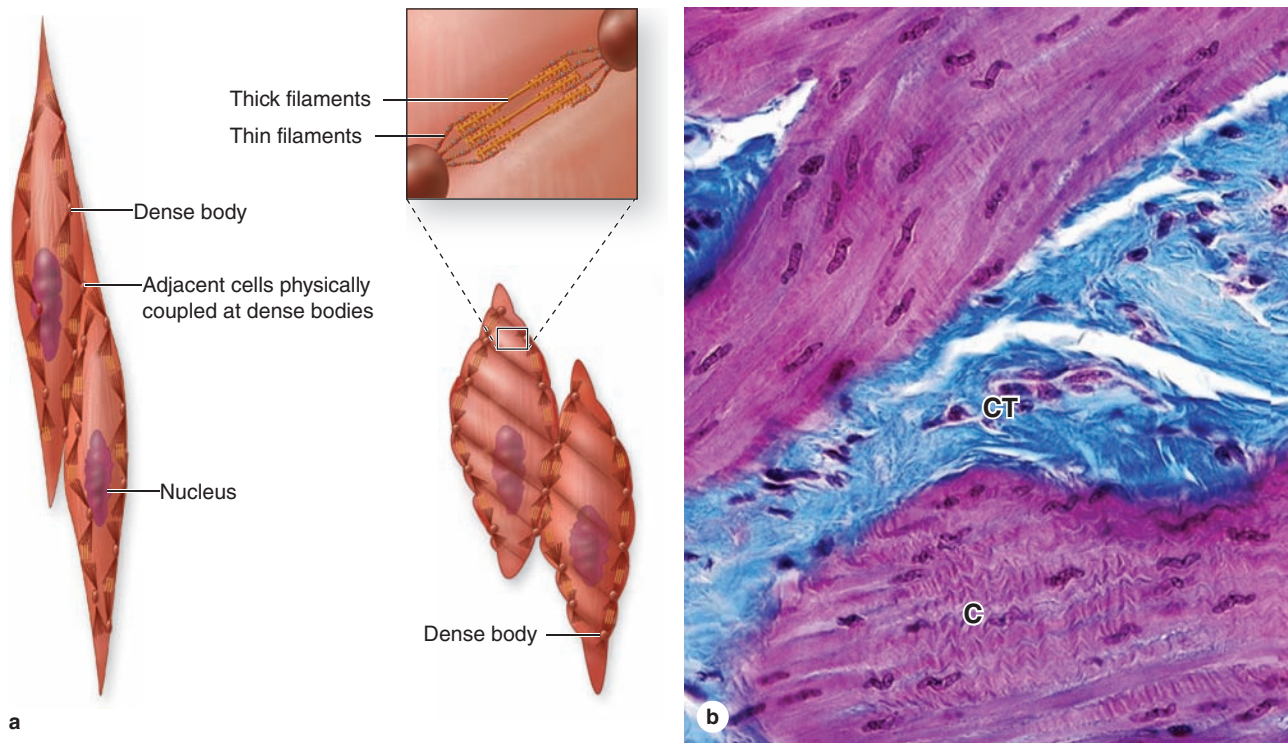 Thick filaments
Thin filaments
Dense body
Adjacent cells physically
coupled at dense bodies
Nucleus
Dense body
a
CT
C
b